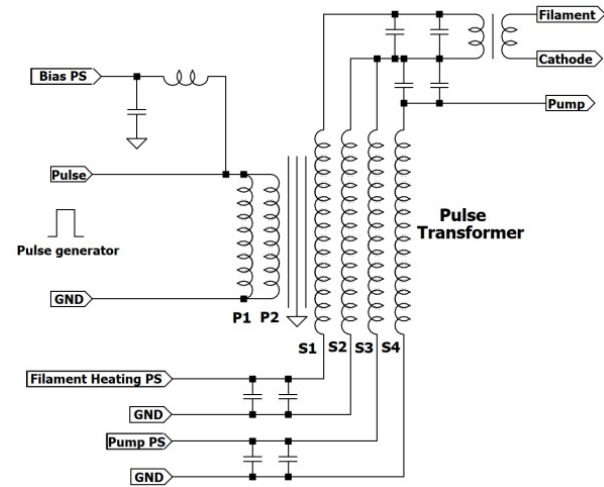 Filament
Bias PS
Cathode
Pump
Pulse
Pulse
Transformer
Pulse generator
GND
P1 P2
S1 S2 S3 S4
Filament Heating PS
GND
Pump PS
GND